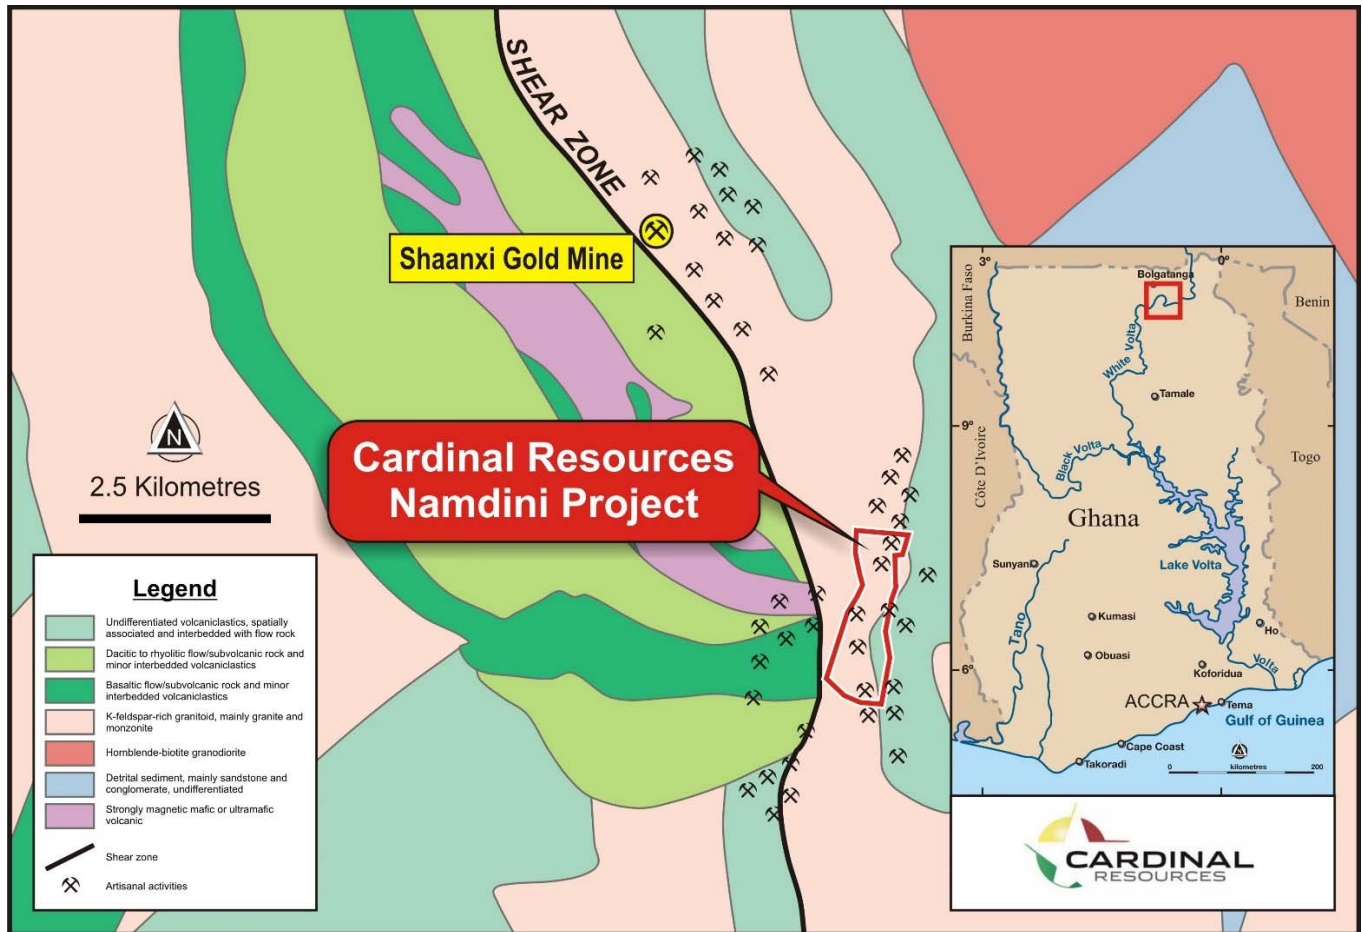 SHEAR ZONE
Shaanxi Gold Mine
N
2.5 Kilometres
Cardinal Resources
Namdini Project
Legend
Undifferentiated volcaniclastics, spatially
associated and interbedded with flow rock
Dacitic to rhyolitic flow/subvolcanic rock and
minor interbedded volcaniclastics
Basaltic flow/subvolcanic rock and minor
interbedded volcaniclastics
K-feldspar-rich granitoid, mainly granite and
monzonite
Hornblende-biotite granodiorite
Detrital sediment, mainly sandstone and
conglomerate, undifferentiated
Strongly magnetic mafic or ultramafic
volcanic
Shear zone
Artisanal activities
3°
0°
Bolgatanga
Burkina Faso
Benin
White Volta
Tamale
9°
Black Volta
Côte D'Ivoire
Togo
Ghana
Sunyani
Lake Volta
Tano
Kumasi
Ho
Obuasi
Volta
6°
Koforidua
ACCRA
Tema
Gulf of Guinea
Cape Coast
Takoradi
0 kilometres 200
CARDINAL
RESOURCES